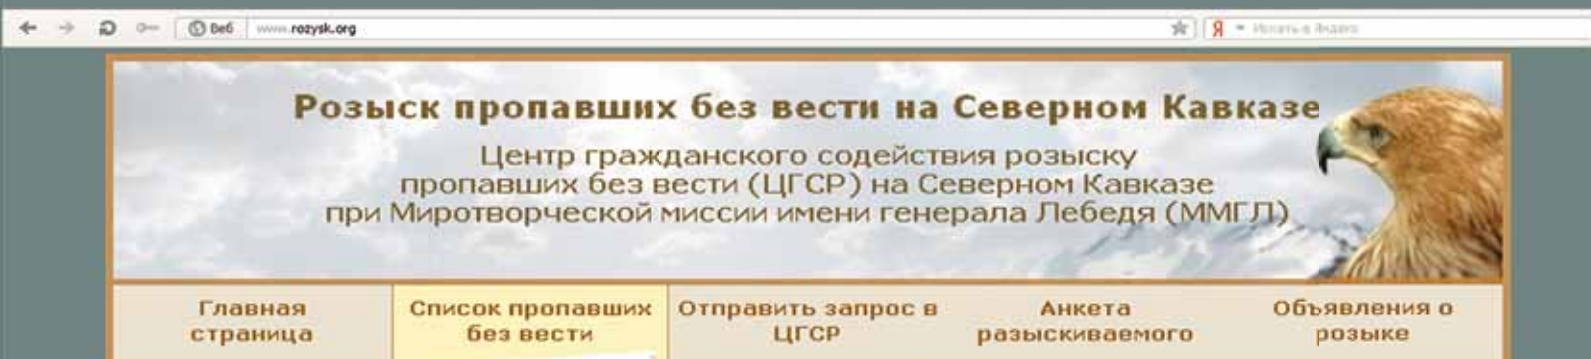 Веб www.rozysk.org Я Искать в Яндекс
Розыск пропавших без вести на Северном Кавказе
Центр гражданского содействия розыску
пропавших без вести (ЦГСР) на Северном Кавказе
при Миротворческой миссии имени генерала Лебедя (ММГЛ)
Главная
страница
Список пропавших
без вести
Отправить запрос в
ЦГСР
Анкета
разыскиваемого
Объявления о
розыке